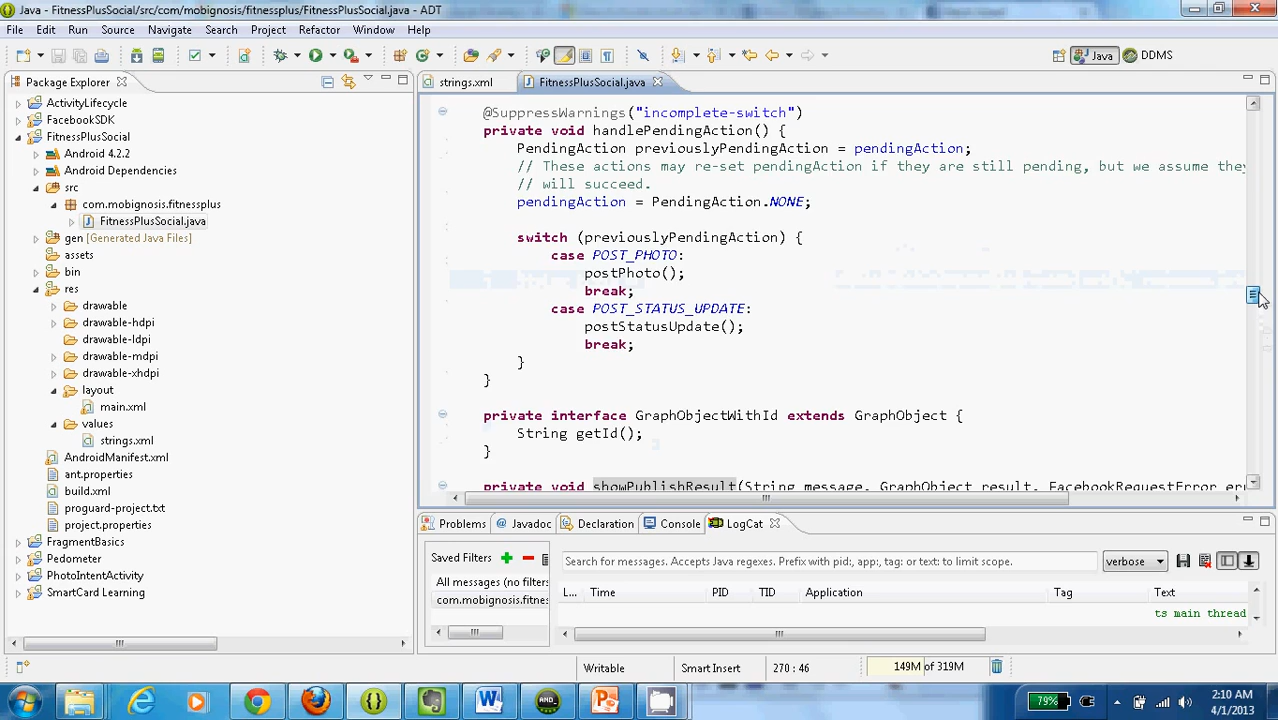 Java - FitnessPlusSocial/src/com/mobignosis/fitnessplus/FitnessPlusSocial.java - ADT
File Edit Run Source Navigate Search Project Refactor Window Help
Java DDMS
Package Explorer
ActivityLifecycle
FacebookSDK
FitnessPlusSocial
Android 4.2.2
Android Dependencies
src
com.mobignosis.fitnessplus
FitnessPlusSocial.java
gen [Generated Java Files]
assets
bin
res
drawable
drawable-hdpi
drawable-ldpi
drawable-mdpi
drawable-xhdpi
layout
main.xml
values
strings.xml
AndroidManifest.xml
ant.properties
build.xml
proguard-project.txt
project.properties
FragmentBasics
Pedometer
PhotoIntentActivity
SmartCard Learning
strings.xml FitnessPlusSocial.java
@SuppressWarnings("incomplete-switch")
private void handlePendingAction() {
PendingAction previouslyPendingAction = pendingAction;
// These actions may re-set pendingAction if they are still pending, but we assume they
// will succeed.
pendingAction = PendingAction.NONE;
switch (previouslyPendingAction) {
case POST_PHOTO:
postPhoto();
break;
case POST_STATUS_UPDATE:
postStatusUpdate();
break;
}
}
private interface GraphObjectWithId extends GraphObject {
String getId();
}
private void showPublishResult(String message, GraphObject result, FacebookRequestError err
Problems @ Javadoc Declaration Console LogCat
Saved Filters
All messages (no filters
com.mobignosis.fitnes
Search for messages. Accepts Java regexes. Prefix with pid:, app:, tag: or text: to limit scope.
verbose
L... Time PID TID Application Tag Text
ts main thread
Writable Smart Insert 270 : 46 149M of 319M
79%
2:10 AM
4/1/2013